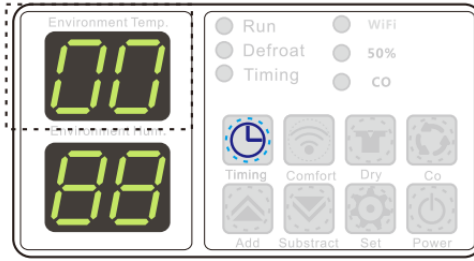 Environment Temp.
00
Environment Hum.
88
Run
Defroat
Timing
WiFi
50%
CO
Timing Comfort Dry Co
Add Substract Set Power